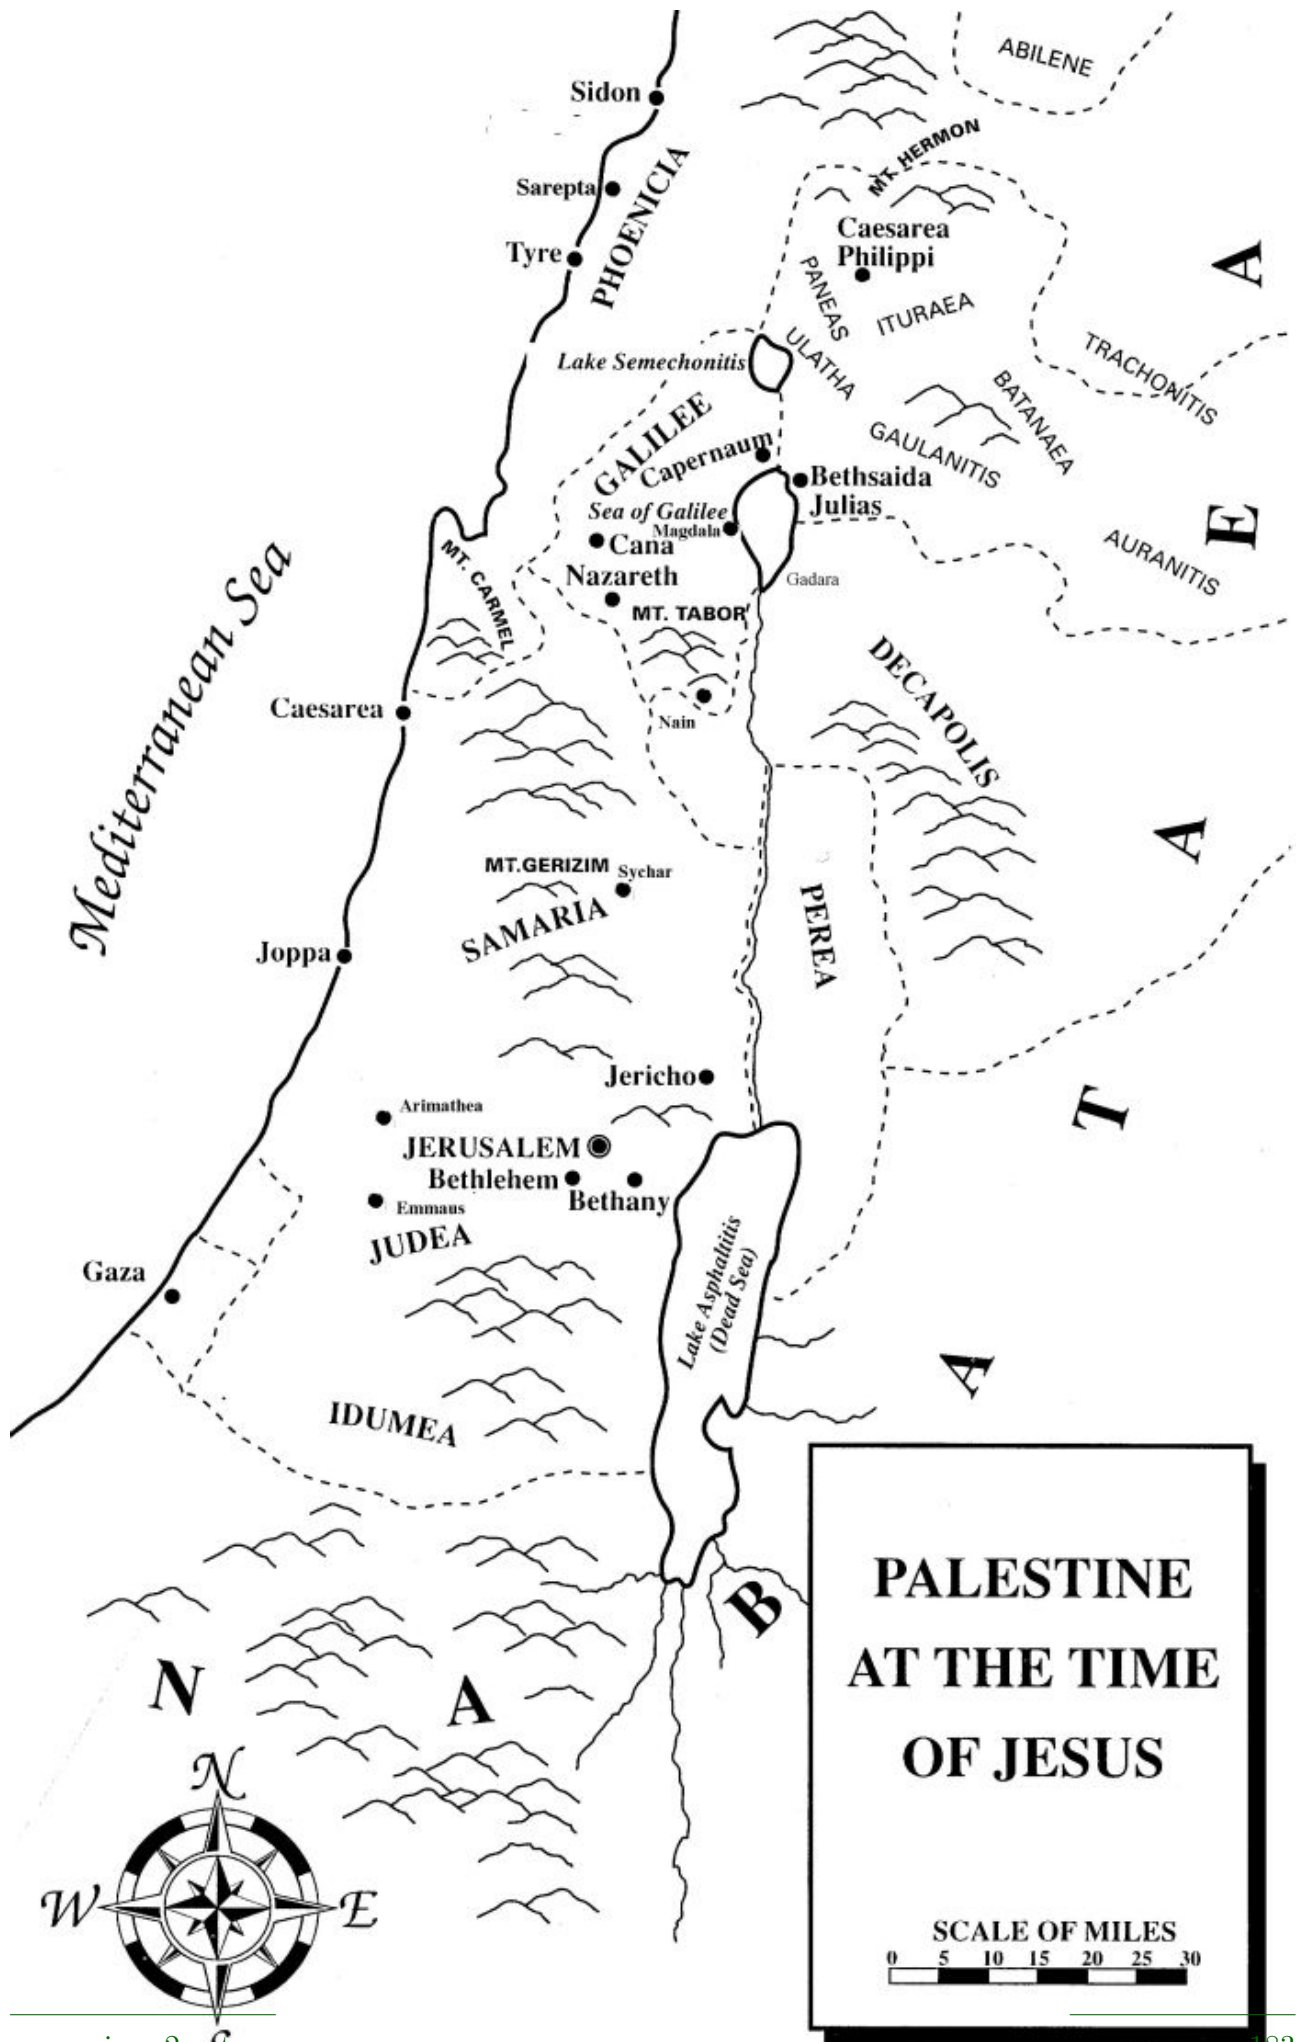 ABILENE
Sidon
MT. HERMON
Sarepta
PHOENICIA
Caesarea
Philippi
Tyre
PANEAS
ITURAEA
A
ULATHA
Lake Semechonitis
TRACHONITIS
BATANAEA
GALILEE
GAULANITIS
Capernaum
Bethsaida
Julias
Sea of Galilee
Magdala
E
Cana
MT. CARMEL
AURANITIS
Nazareth
Gadara
MT. TABOR
Mediterranean Sea
DECAPOLIS
Caesarea
Nain
A
MT.GERIZIM
Sychar
SAMARIA
PEREA
Joppa
Jericho
Arimathea
T
JERUSALEM
Bethlehem
Bethany
Emmaus
JUDEA
Gaza
Lake Asphaltitis
(Dead Sea)
A
IDUMEA
B
N
A
PALESTINE
AT THE TIME
OF JESUS
N
W
E
SCALE OF MILES
0 5 10 15 20 25 30